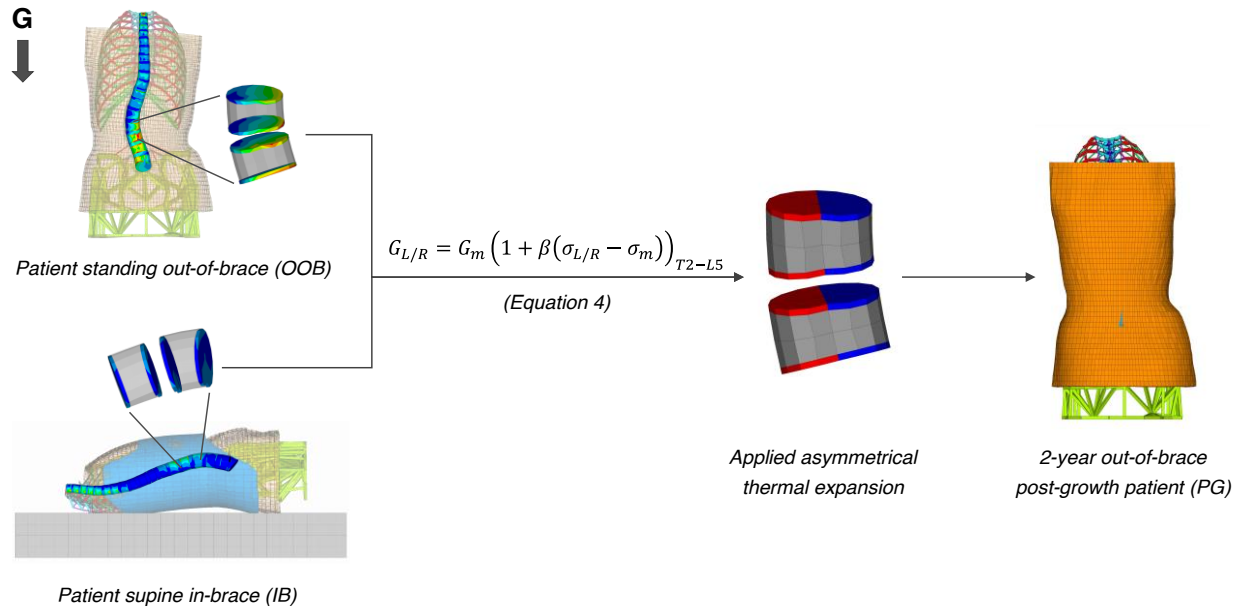 G
Patient standing out-of-brace (OOB)
G_{L/R} = G_m (1 + β(σ_{L/R} − σ_m))_{T2−L5}
(Equation 4)
Patient supine in-brace (IB)
Applied asymmetrical
thermal expansion
2-year out-of-brace
post-growth patient (PG)